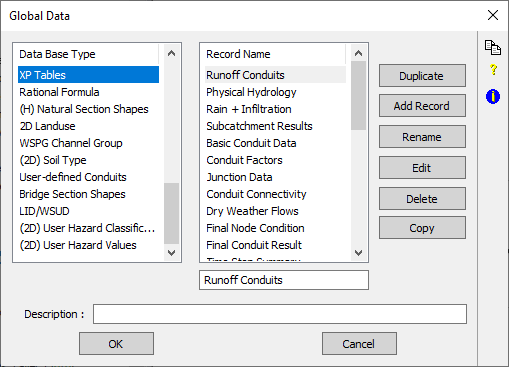 Global Data
Data Base Type
XP Tables
Rational Formula
(H) Natural Section Shapes
2D Landuse
WSPG Channel Group
(2D) Soil Type
User-defined Conduits
Bridge Section Shapes
LID/WSUD
(2D) User Hazard Classific...
(2D) User Hazard Values
Record Name
Runoff Conduits
Physical Hydrology
Rain + Infiltration
Subcatchment Results
Basic Conduit Data
Conduit Factors
Junction Data
Conduit Connectivity
Dry Weather Flows
Final Node Condition
Final Conduit Result
Time Step Summary
Runoff Conduits
Duplicate
Add Record
Rename
Edit
Delete
Copy
Description :
OK
Cancel